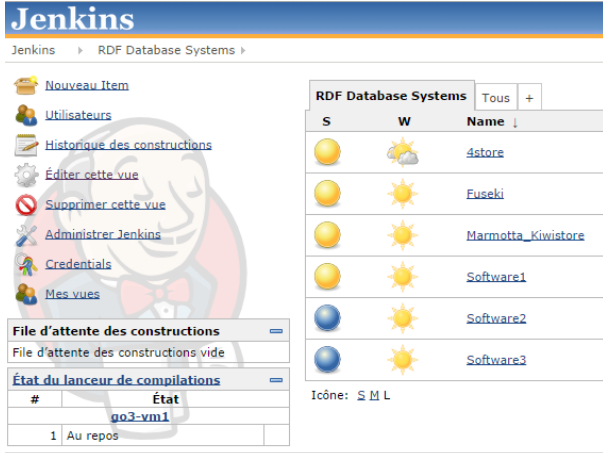 Jenkins
Jenkins RDF Database Systems
Nouveau Item
Utilisateurs
Historique des constructions
Éditer cette vue
Supprimer cette vue
Administrer Jenkins
Credentials
Mes vues
File d'attente des constructions
File d'attente des constructions vide
État du lanceur de compilations
# État
go3-vm1
1 Au repos
RDF Database Systems Tous +
S W Name ↓
4store
Fuseki
Marmotta_Kiwistore
Software1
Software2
Software3
Icône: S M L